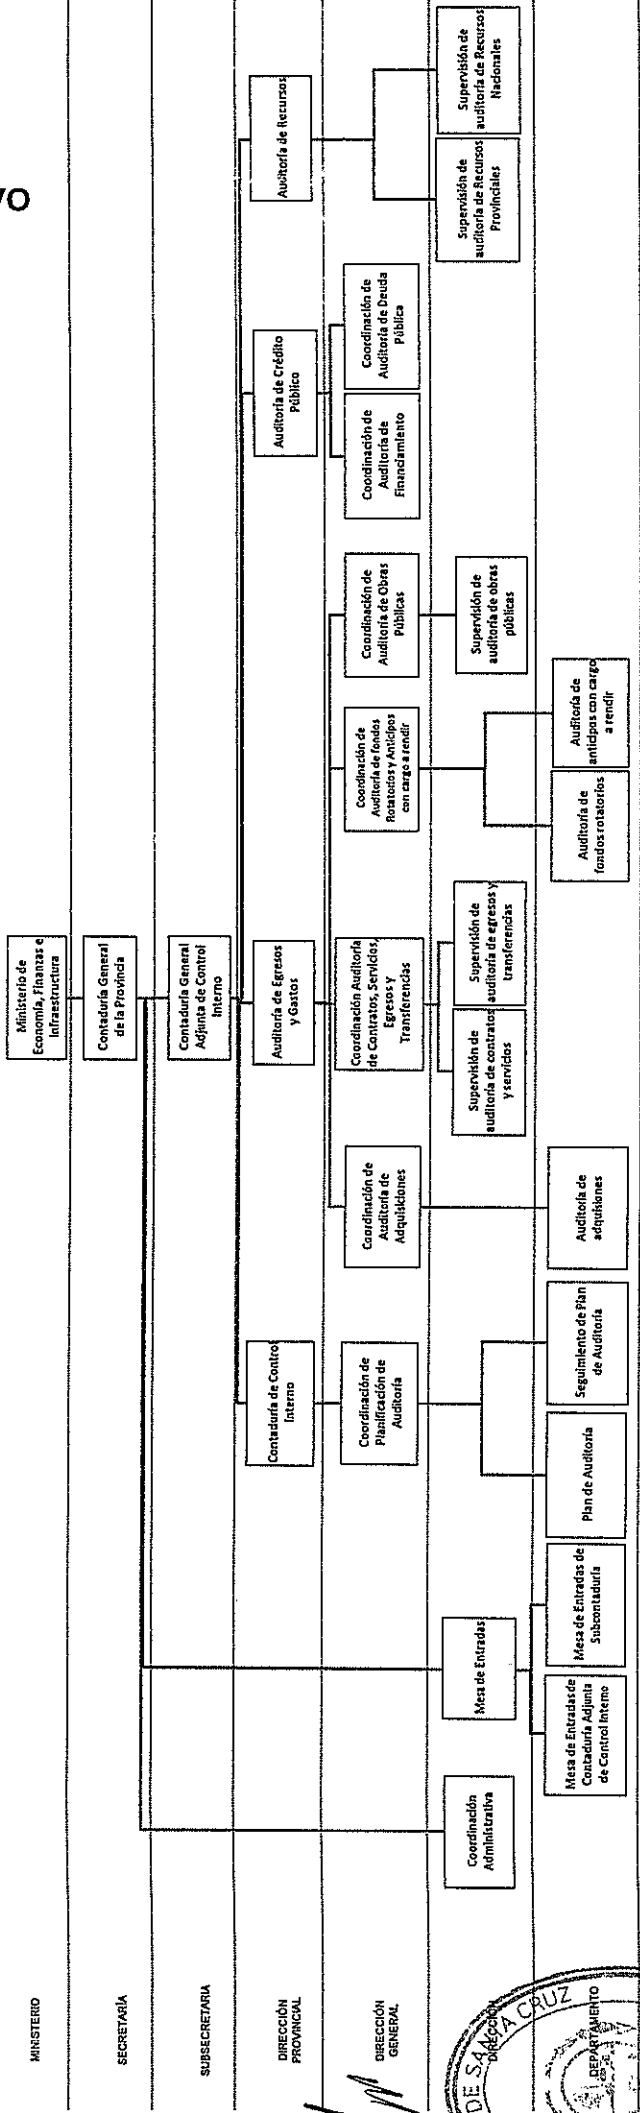 VO
MINISTERIO
Ministerio de
Economía, Finanzas e
Infraestructura
SECRETARÍA
Contaduría General
de la Provincia
SUBSECRETARIA
Contaduría General
Adjunta de Control
Interno
DIRECCIÓN
PROVINCIAL
Contaduría de Control
Interno
Auditoría de Egresos
y Gastos
Auditoría de Crédito
Público
Auditoría de Recursos
DIRECCIÓN
GENERAL
Coordinación de
Planificación de
Auditoría
Coordinación de
Auditoría de
Adquisiciones
Coordinación Auditoría
de Contratos, Servicios,
Egresos y
Transferencias
Coordinación de
Auditoría de fondos
Rotatorios y Anticipos
con cargo a rendir
Coordinación de
Auditoría de Obras
Públicas
Coordinación de
Auditoría de
Financiamiento
Coordinación de
Auditoría de Deuda
Pública
DIRECCIÓN
Coordinación
Administrativa
Mesa de Entradas
Supervisión de
auditoría de contratos
y servicios
Supervisión de
auditoría de egresos y
transferencias
Supervisión de
auditoría de obras
públicas
Supervisión de
auditoría de Recursos
Provinciales
Supervisión de
auditoría de Recursos
Nacionales
DEPARTAMENTO
Mesa de Entradas de
Contaduría Adjunta
de Control Interno
Mesa de Entradas de
Subcontaduría
Plan de Auditoría
Seguimiento de Plan
de Auditoría
Auditoría de
adquisiones
Auditoría de
fondos rotatorios
Auditoría de
anticipos con cargo
a rendir
DE SANTA CRUZ